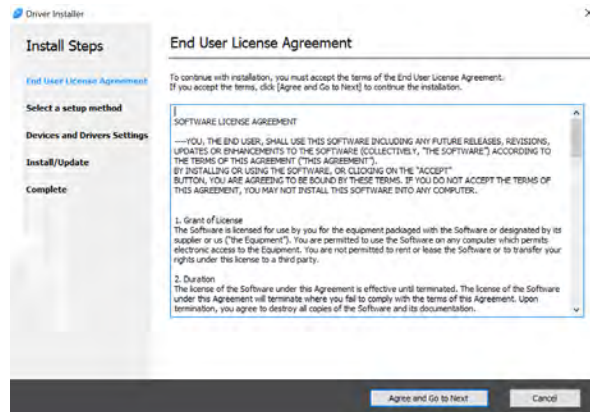 Driver Installer
Install Steps
End User License Agreement
Select a setup method
Devices and Drivers Settings
Install/Update
Complete
End User License Agreement
To continue with installation, you must accept the terms of the End User License Agreement.
If you accept the terms, click [Agree and Go to Next] to continue the installation.
SOFTWARE LICENSE AGREEMENT
----YOU, THE END USER, SHALL USE THIS SOFTWARE INCLUDING ANY FUTURE RELEASES, REVISIONS,
UPDATES OR ENHANCEMENTS TO THE SOFTWARE (COLLECTIVELY, "THE SOFTWARE") ACCORDING TO
THE TERMS OF THIS AGREEMENT ("THIS AGREEMENT").
BY INSTALLING OR USING THE SOFTWARE, OR CLICKING ON THE "ACCEPT"
BUTTON, YOU ARE AGREEING TO BE BOUND BY THESE TERMS. IF YOU DO NOT ACCEPT THE TERMS OF
THIS AGREEMENT, YOU MAY NOT INSTALL THIS SOFTWARE INTO ANY COMPUTER.
1. Grant of License
The Software is licensed for use by you for the equipment packaged with the Software or designated by its
supplier or us ("the Equipment"). You are permitted to use the Software on any computer which permits
electronic access to the Equipment. You are not permitted to rent or lease the Software or to transfer your
rights under this license to a third party.
2. Duration
The license of the Software under this Agreement is effective until terminated. The license of the Software
under this Agreement will terminate where you fail to comply with the terms of this Agreement. Upon
termination, you agree to destroy all copies of the Software and its documentation.
Agree and Go to Next
Cancel